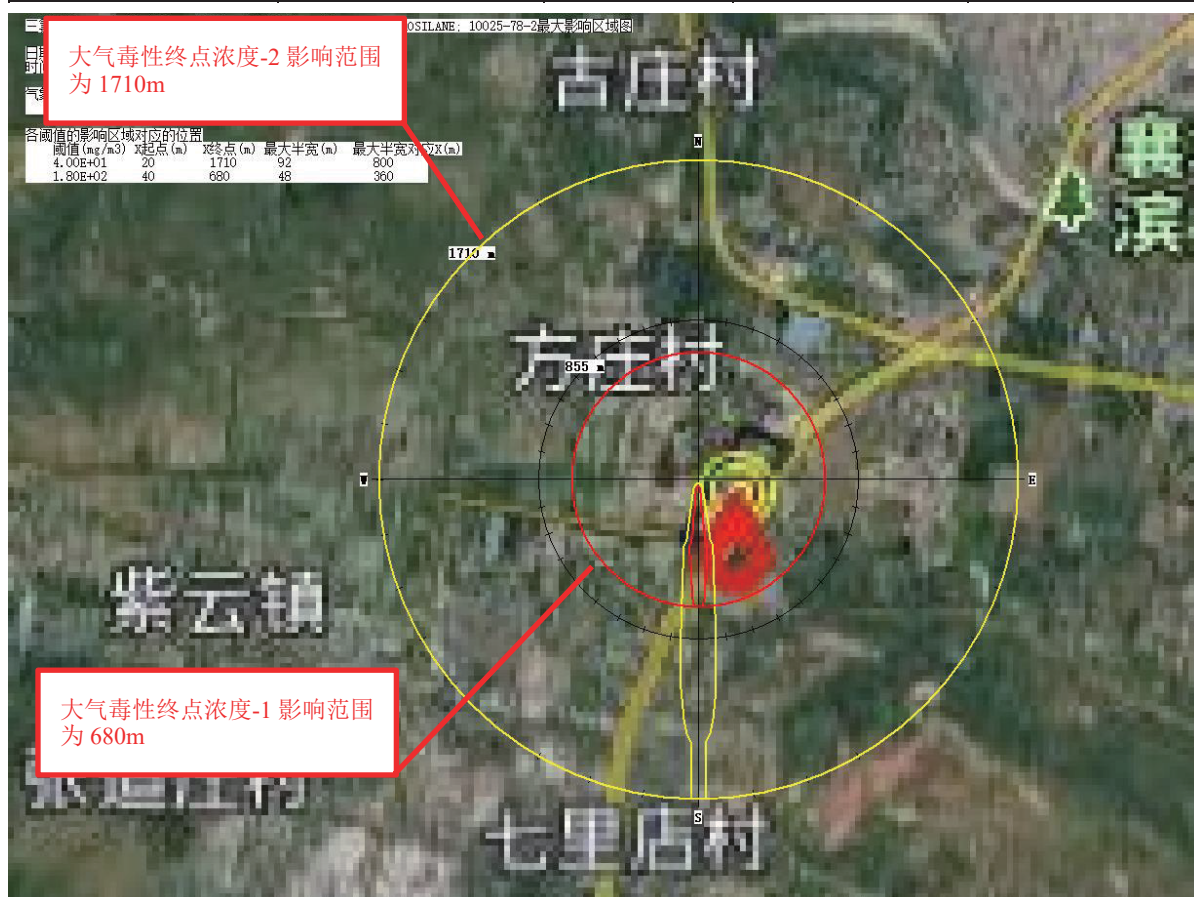 三
OSILANE; 10025-78-2最大影响区域图
大气毒性终点浓度-2 影响范围
为 1710m
各阈值的影响区域对应的位置
阈值(mg/m3) X起点(m) X终点(m) 最大半宽(m) 最大半宽对应X(m)
4.00E+01 20 1710 92 800
1.80E+02 40 680 48 360
古庄村
N
滨
1710 m
方庄村
855 m
W
E
紫云镇
大气毒性终点浓度-1 影响范围
为 680m
七里店村
S